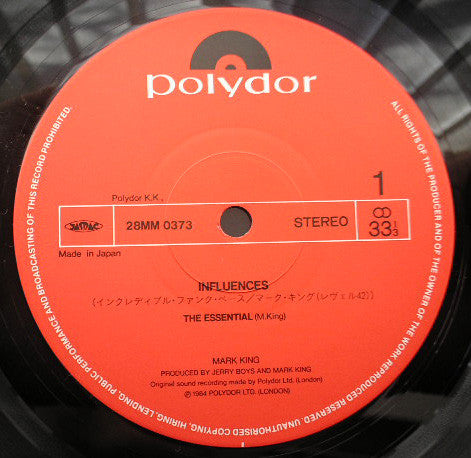 polydor
Polydor K.K.,
1
28MM 0373
STEREO
33 1/3
Made in Japan
INFLUENCES
(インクレディブル・ファンク・ベース/マーク・キング(レヴェル42))
THE ESSENTIAL (M.King)
MARK KING
PRODUCED BY JERRY BOYS AND MARK KING
Original sound recording made by Polydor Ltd. (London)
℗1984 POLYDOR LTD. (LONDON)
ALL RIGHTS OF THE PRODUCER AND OF THE OWNER OF THE WORK REPRODUCED RESERVED. UNAUTHORISED COPYING, HIRING, LENDING, PUBLIC PERFORMANCE AND BROADCASTING OF THIS RECORD PROHIBITED.